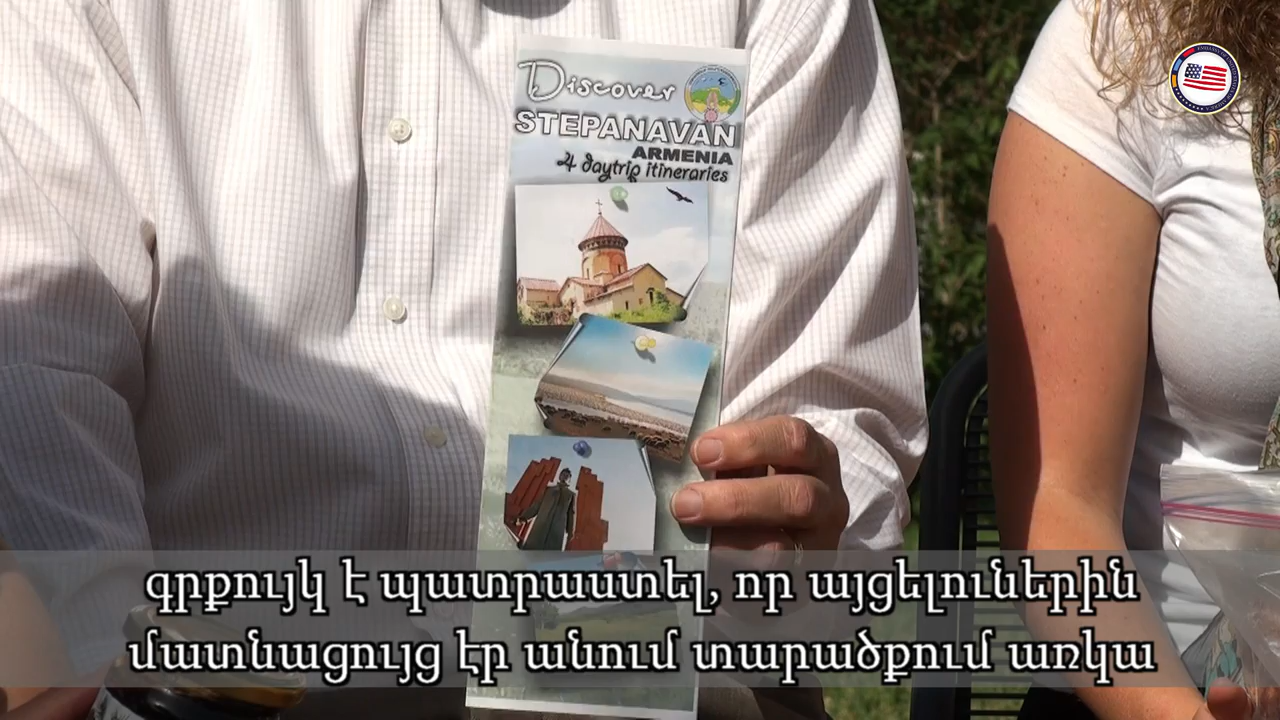 Discover
STEPANAVAN
ARMENIA
4 daytrip itineraries
գրքույկ է պատրաստել, որ այցելուներին
մատնացույց էր անում տարածքում առկա